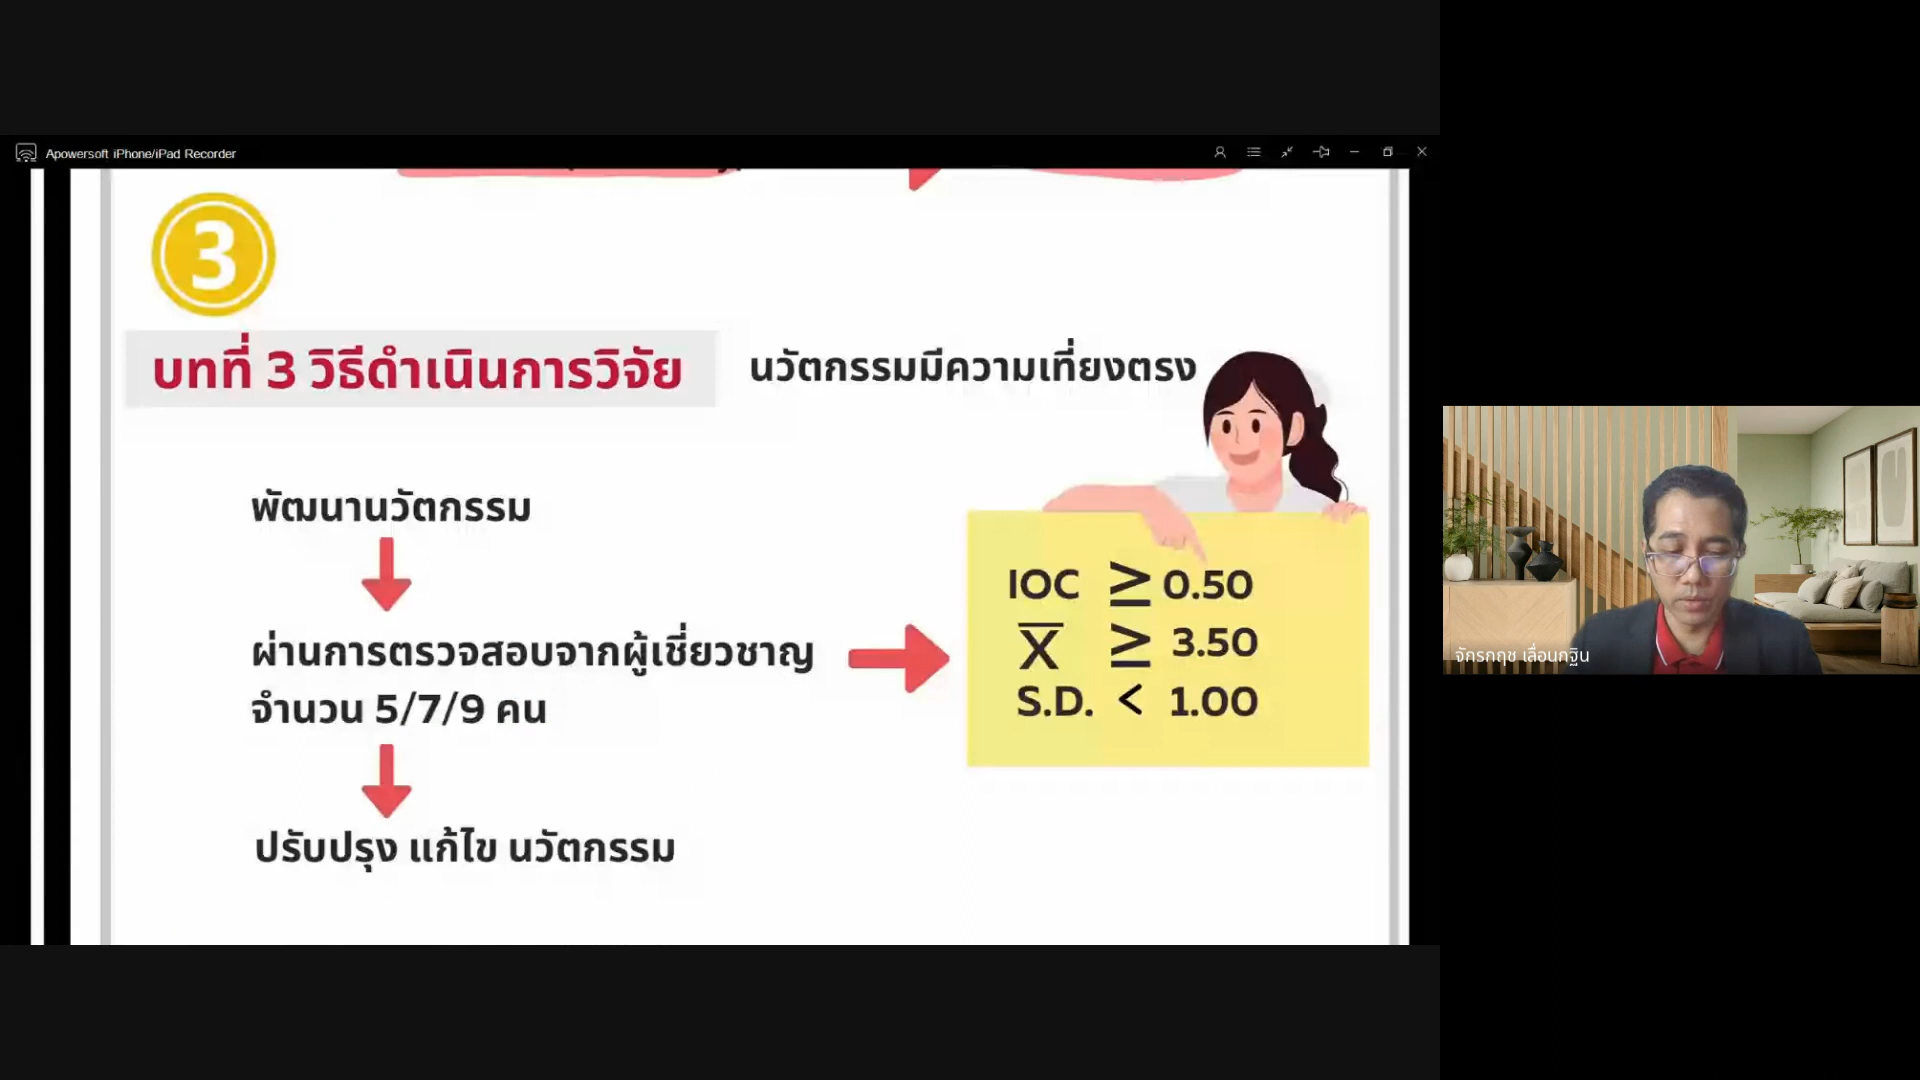 Apowersoft iPhone/iPad Recorder
3
บทที่ 3 วิธีดำเนินการวิจัย
นวัตกรรมมีความเที่ยงตรง
พัฒนานวัตกรรม
ผ่านการตรวจสอบจากผู้เชี่ยวชาญ
จำนวน 5/7/9 คน
ปรับปรุง แก้ไข นวัตกรรม
IOC ≥ 0.50
X̅ ≥ 3.50
S.D. < 1.00
จักรกฤช เลื่อนกฐิน